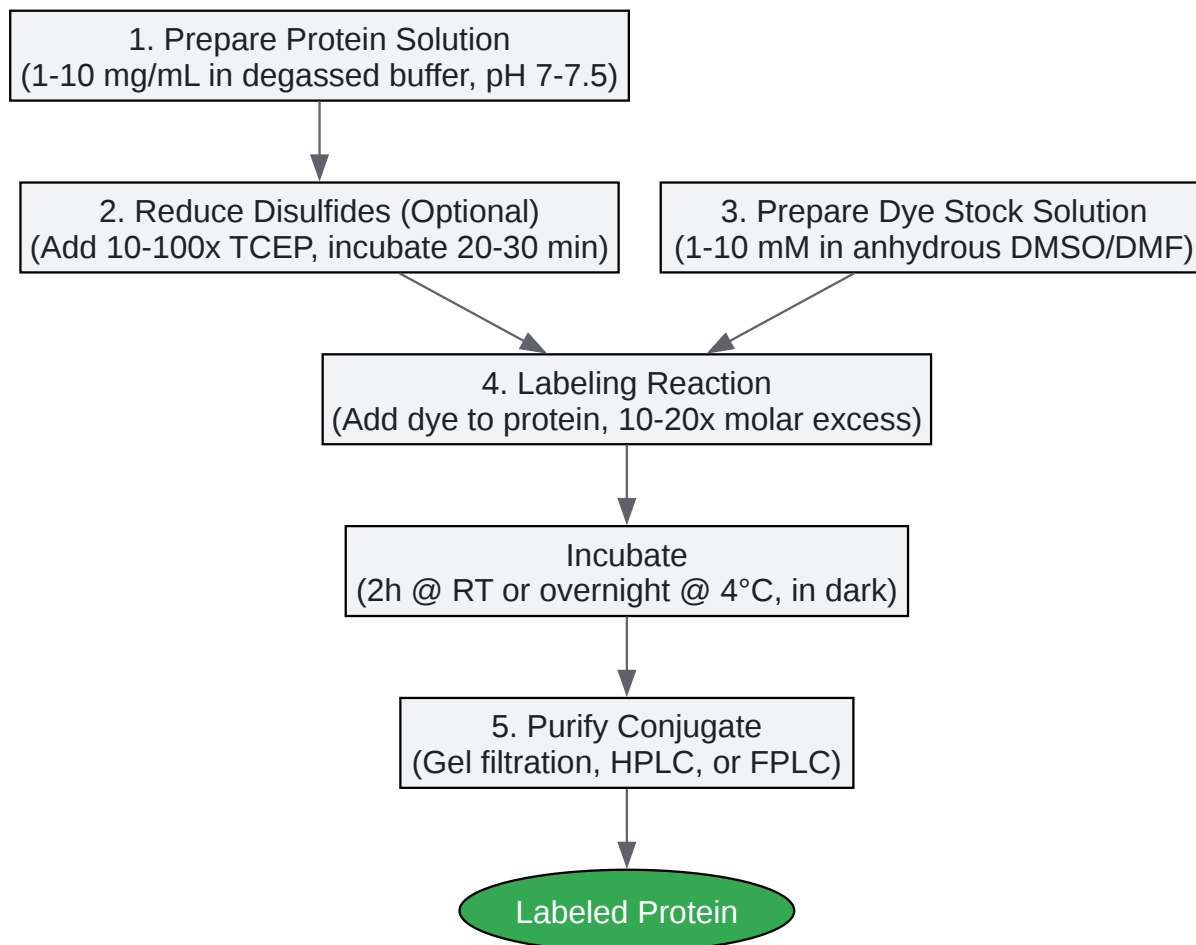 1. Prepare Protein Solution
(1-10 mg/mL in degassed buffer, pH 7-7.5)
2. Reduce Disulfides (Optional)
(Add 10-100x TCEP, incubate 20-30 min)
3. Prepare Dye Stock Solution
(1-10 mM in anhydrous DMSO/DMF)
4. Labeling Reaction
(Add dye to protein, 10-20x molar excess)
Incubate
(2h @ RT or overnight @ 4°C, in dark)
5. Purify Conjugate
(Gel filtration, HPLC, or FPLC)
Labeled Protein